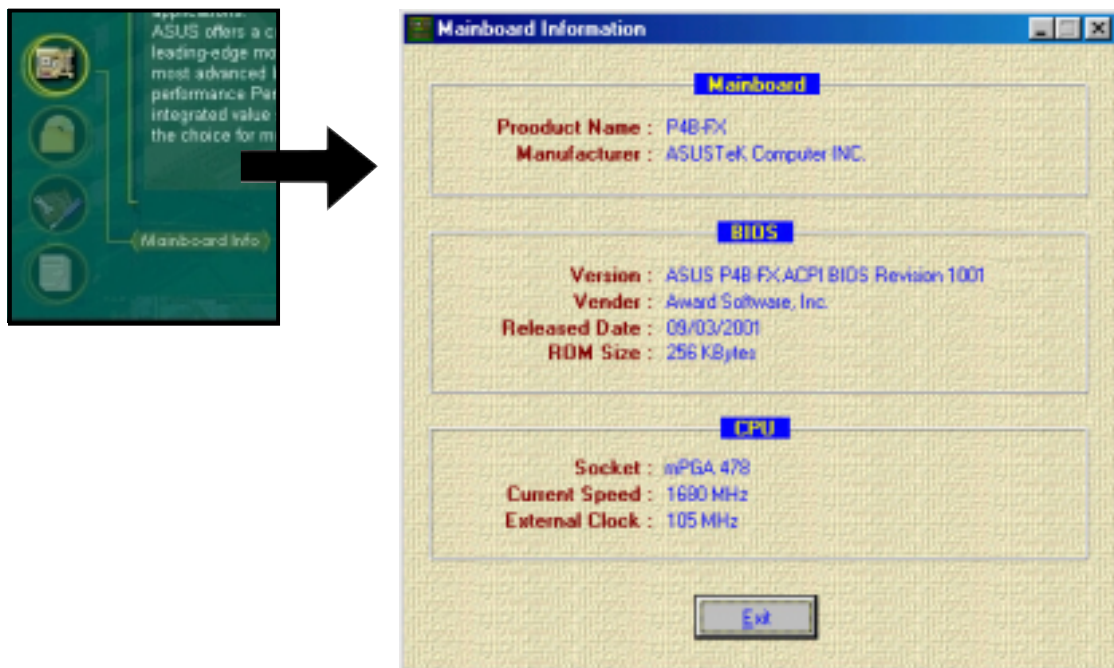 applications.
ASUS offers a c
leading-edge mo
most advanced
performance Per
integrated value
the choice for m
Mainboard Info
Mainboard Information
Mainboard
Prooduct Name : P4B-FX
Manufacturer : ASUSTeK Computer INC.
BIOS
Version : ASUS P4B-FX ACPI BIOS Revision 1001
Vender : Award Software, Inc.
Released Date : 09/03/2001
ROM Size : 256 KBytes
CPU
Socket : mPGA 478
Current Speed : 1680 MHz
External Clock : 105 MHz
Exit